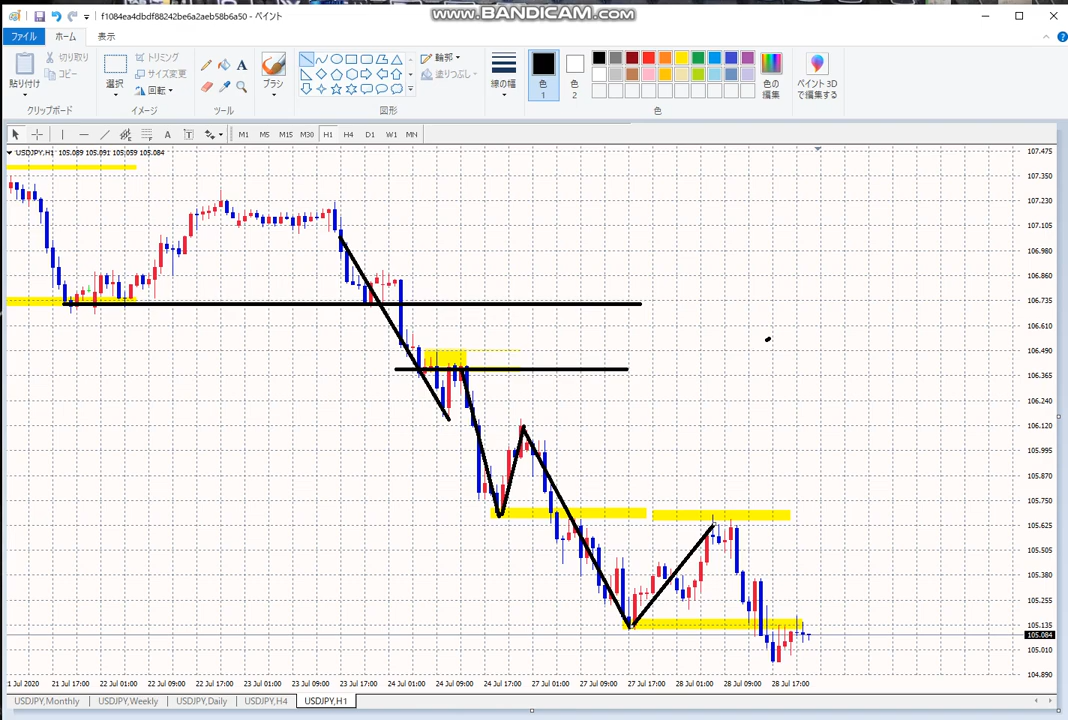 f1084ea4dbdf88242be6a2aeb58b6a50 - ペイント
www.BANDICAM.com
ファイル ホーム 表示
貼り付け 切り取り コピー 選択 トリミング サイズ変更 回転 A ブラシ 輪郭 塗りつぶし 線の幅 色 1 色 2 色の編集 ペイント 3D で編集する
クリップボード イメージ ツール 図形 色
A T M1 M5 M15 M30 H1 H4 D1 W1 MN
USDJPY,H1 105.089 105.091 105.059 105.084
107.475
107.350
107.230
107.105
106.980
106.860
106.735
106.610
106.490
106.365
106.240
106.120
105.995
105.870
105.750
105.625
105.505
105.380
105.255
105.135
105.084
105.010
104.890
1 Jul 2020 21 Jul 17:00 22 Jul 01:00 22 Jul 09:00 22 Jul 17:00 23 Jul 01:00 23 Jul 09:00 23 Jul 17:00 24 Jul 01:00 24 Jul 09:00 24 Jul 17:00 27 Jul 01:00 27 Jul 09:00 27 Jul 17:00 28 Jul 01:00 28 Jul 09:00 28 Jul 17:00
USDJPY,Monthly USDJPY,Weekly USDJPY,Daily USDJPY,H4 USDJPY,H1